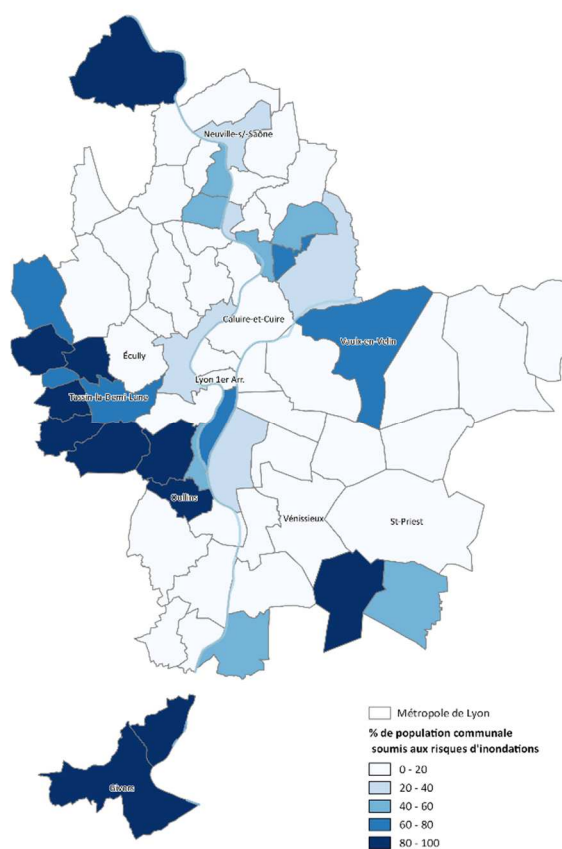 Neuville-s/-Saône
Caluire-et-Cuire
Vaulx-en-Velin
Écully
Lyon 1er Arr.
Tassin-la-Demi-Lune
Oullins
Vénissieux
St-Priest
Givors
Métropole de Lyon
% de population communale
soumis aux risques d'inondations
0 - 20
20 - 40
40 - 60
60 - 80
80 - 100